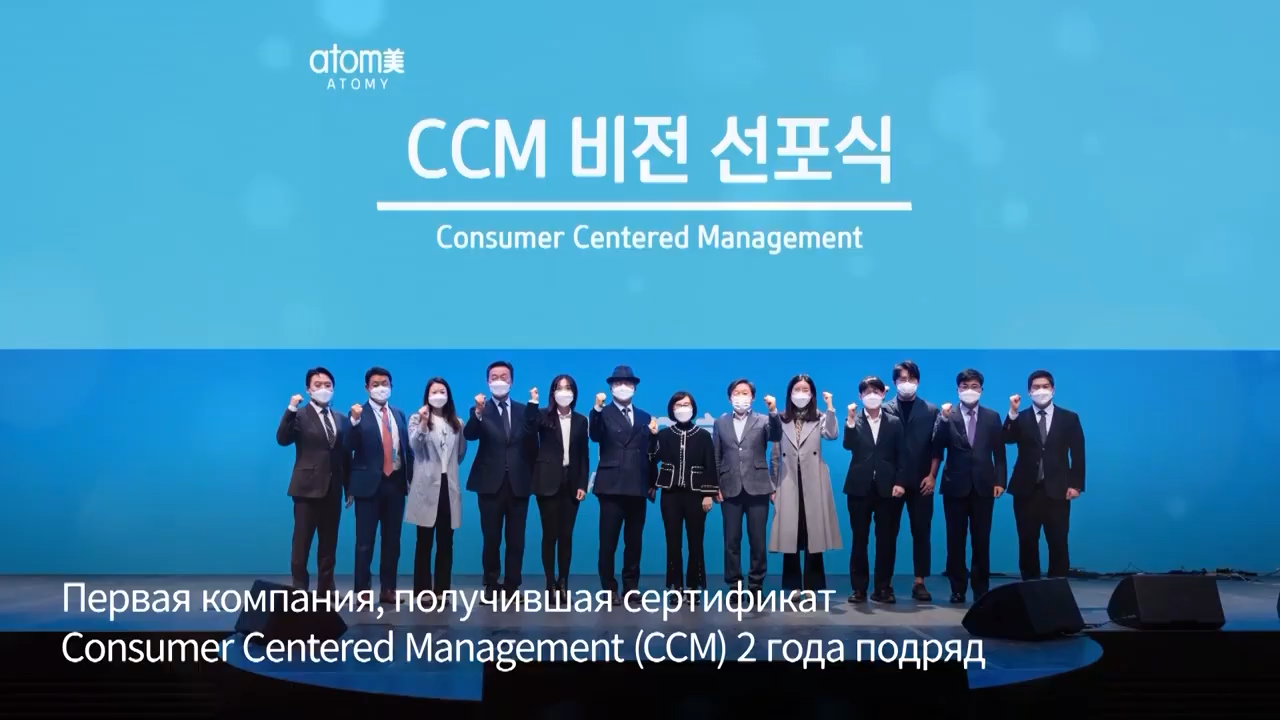 atom美
ATOMY
CCM 비전 선포식
Consumer Centered Management
Первая компания, получившая сертификат
Consumer Centered Management (CCM) 2 года подряд